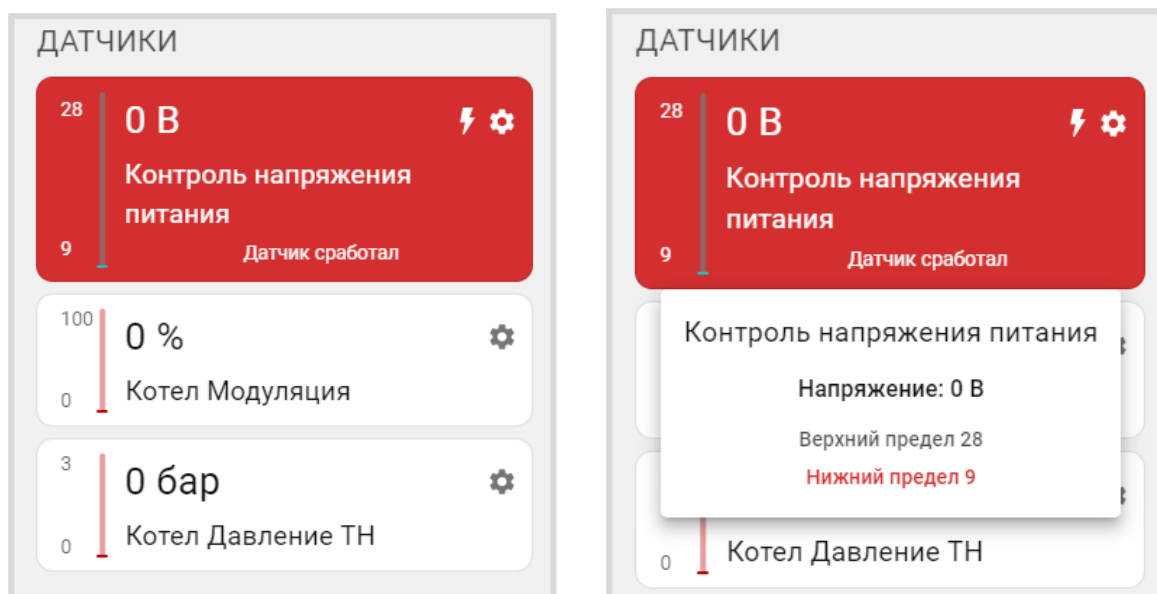 ДАТЧИКИ
28
0 В
Контроль напряжения
питания
9
Датчик сработал
100
0 %
Котел Модуляция
0
3
0 бар
Котел Давление ТН
0
ДАТЧИКИ
28
0 В
Контроль напряжения
питания
9
Датчик сработал
Контроль напряжения питания
Напряжение: 0 В
Верхний предел 28
Нижний предел 9
Котел Давление ТН
0